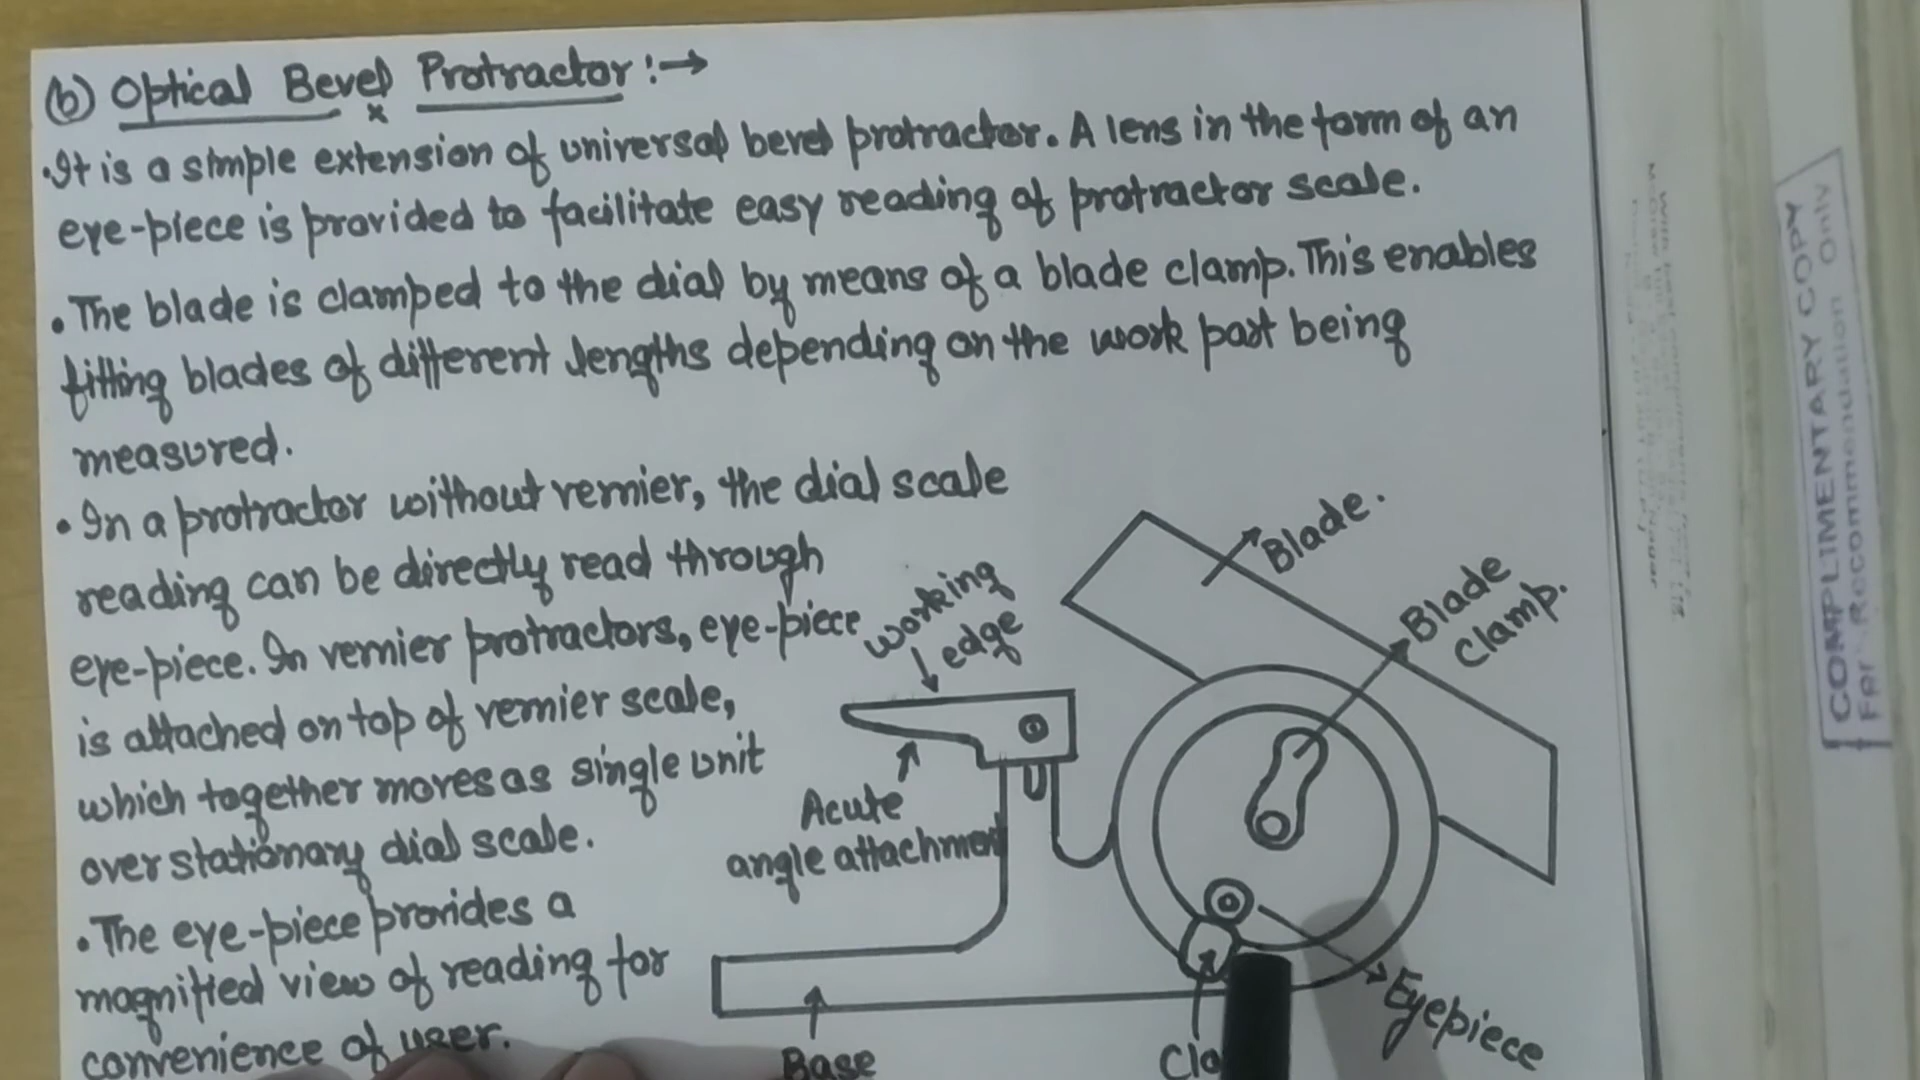 (b) Optical Bevel Protractor :→
• It is a simple extension of universal bevel protractor. A lens in the form of an
eye-piece is provided to facilitate easy reading of protractor scale.
• The blade is clamped to the dial by means of a blade clamp. This enables
fitting blades of different lengths depending on the work part being
measured.
• In a protractor without vernier, the dial scale
reading can be directly read through
eye-piece. In vernier protractors, eye-piece
is attached on top of vernier scale,
which together moves as single unit
over stationary dial scale.
• The eye-piece provides a
magnified view of reading for
convenience of user.
Working
edge
Blade.
Blade
Clamp.
Acute
angle attachment
Base
Eyepiece
COMPLIMENTARY COPY
For Recommendation Only